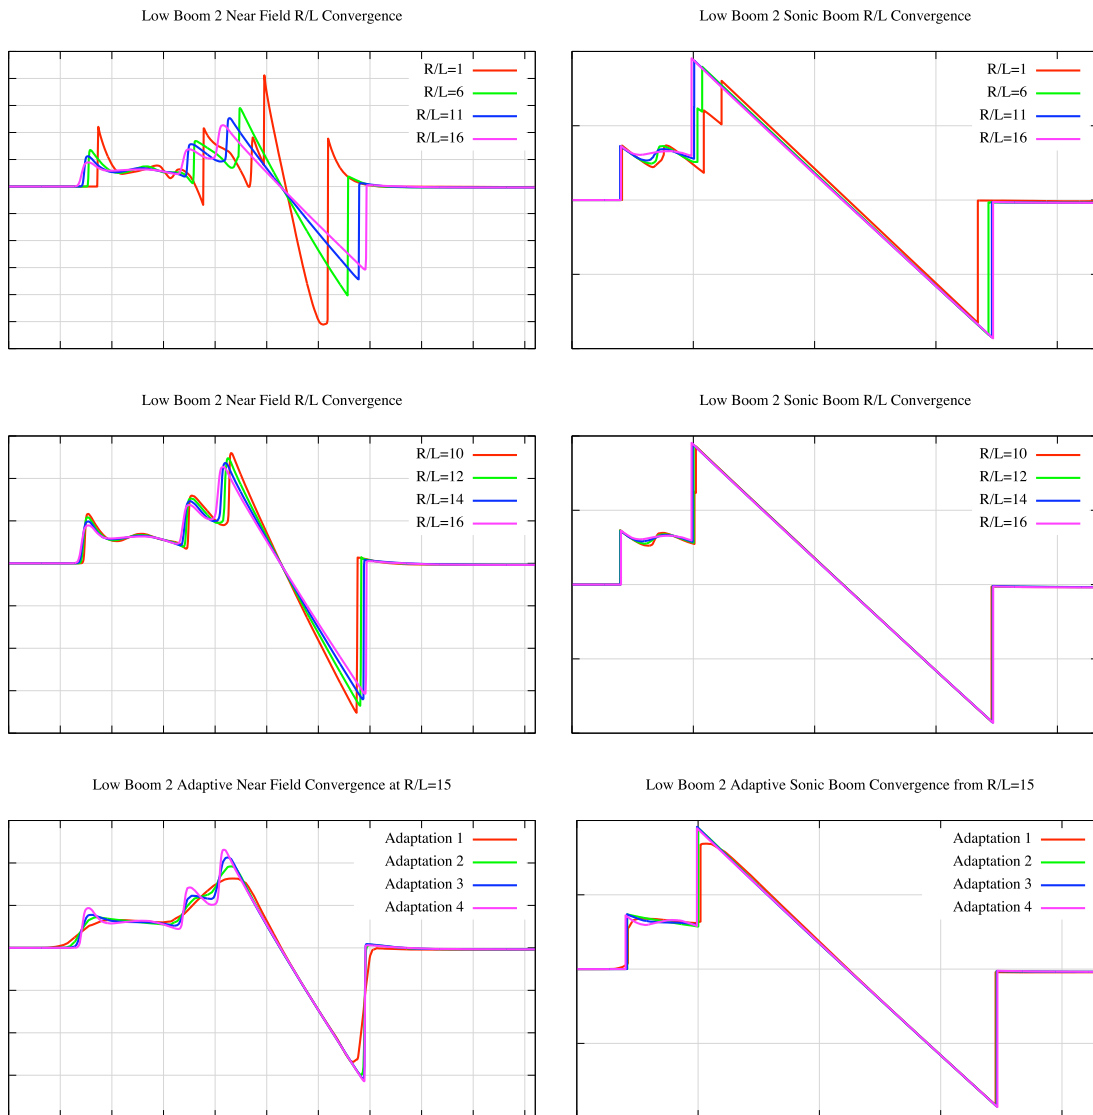 Low Boom 2 Near Field R/L Convergence
R/L=1
R/L=6
R/L=11
R/L=16
Low Boom 2 Sonic Boom R/L Convergence
R/L=1
R/L=6
R/L=11
R/L=16
Low Boom 2 Near Field R/L Convergence
R/L=10
R/L=12
R/L=14
R/L=16
Low Boom 2 Sonic Boom R/L Convergence
R/L=10
R/L=12
R/L=14
R/L=16
Low Boom 2 Adaptive Near Field Convergence at R/L=15
Adaptation 1
Adaptation 2
Adaptation 3
Adaptation 4
Low Boom 2 Adaptive Sonic Boom Convergence from R/L=15
Adaptation 1
Adaptation 2
Adaptation 3
Adaptation 4